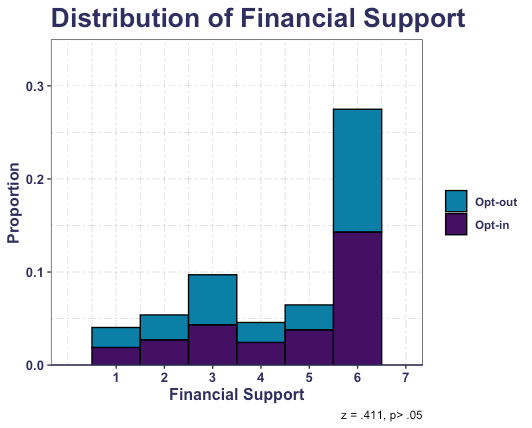 Distribution of Financial Support
Proportion
0.3
0.2
0.1
0.0
1 2 3 4 5 6 7
Financial Support
z = .411, p> .05
Opt-out
Opt-in